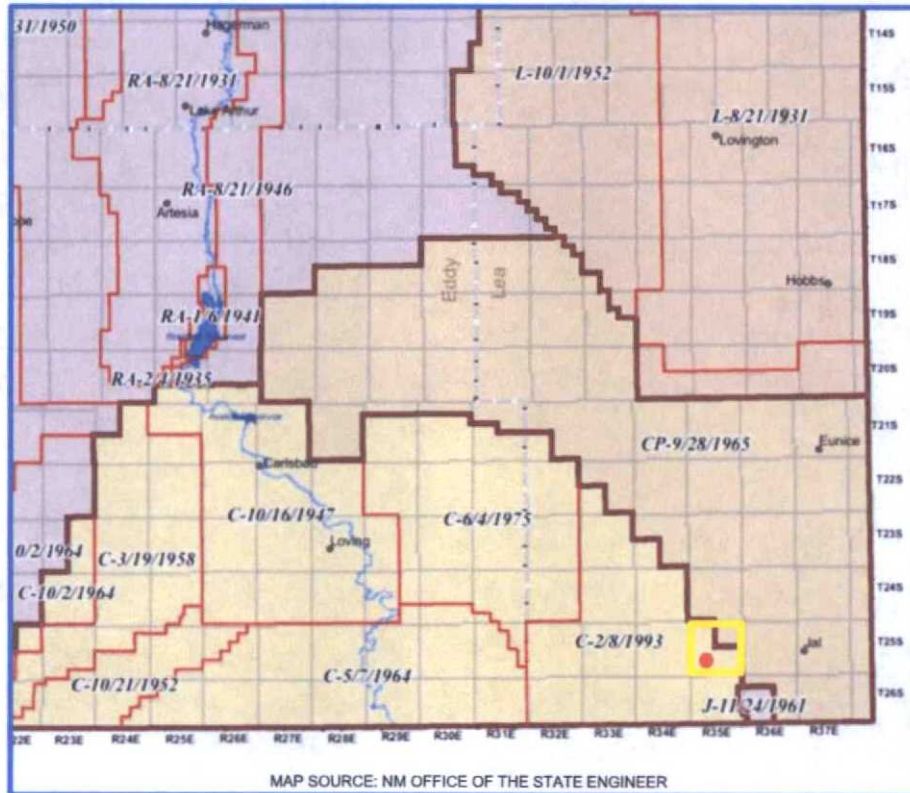 31/1950
Hagerman
T14S
RA-8/21/1931
L-10/1/1952
T15S
Lake Arthur
L-8/21/1931
Lovington
T16S
RA-8/21/1946
Artesia
T17S
Eddy
Lea
T18S
Hobbs
RA-1/6/1941
T19S
RA-2/4/1935
T20S
T21S
CP-9/28/1965
Eunice
Carlsbad
T22S
C-10/16/1947
C-6/4/1975
0/2/1964
C-3/19/1958
Loving
T23S
C-10/2/1964
T24S
C-2/8/1993
Jal
T25S
C-10/21/1952
C-5/7/1964
J-11/24/1961
T26S
22E R23E R24E R25E R26E R27E R28E R29E R30E R31E R32E R33E R34E R35E R36E R37E
MAP SOURCE: NM OFFICE OF THE STATE ENGINEER